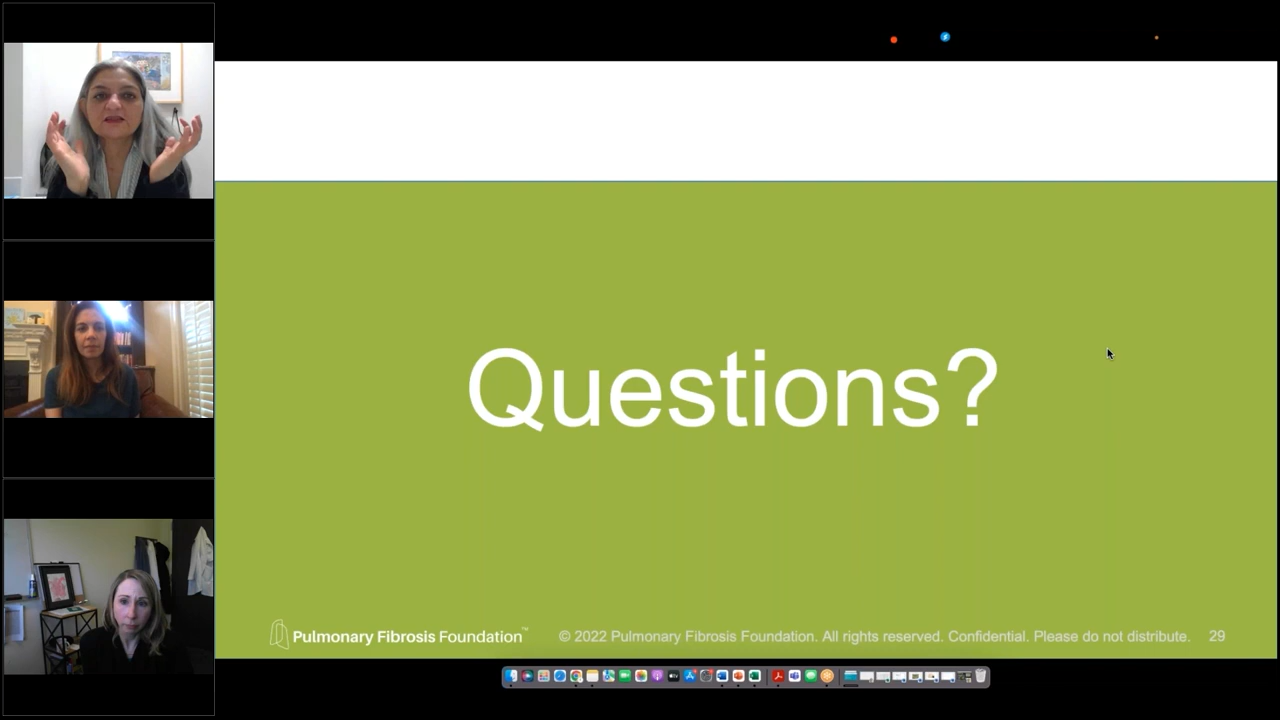 Questions?
Pulmonary Fibrosis Foundation™ © 2022 Pulmonary Fibrosis Foundation. All rights reserved. Confidential. Please do not distribute. 29